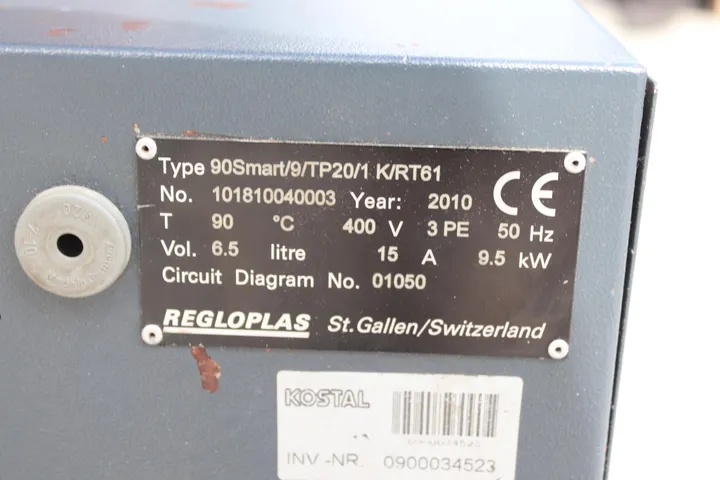 Type 90Smart/9/TP20/1 K/RT61
No. 101810040003 Year: 2010 CE
T 90 °C 400 V 3 PE 50 Hz
Vol. 6.5 litre 15 A 9.5 kW
Circuit Diagram No. 01050
REGLOPLAS St.Gallen/Switzerland
KOSTAL
INV-NR. 0900034523